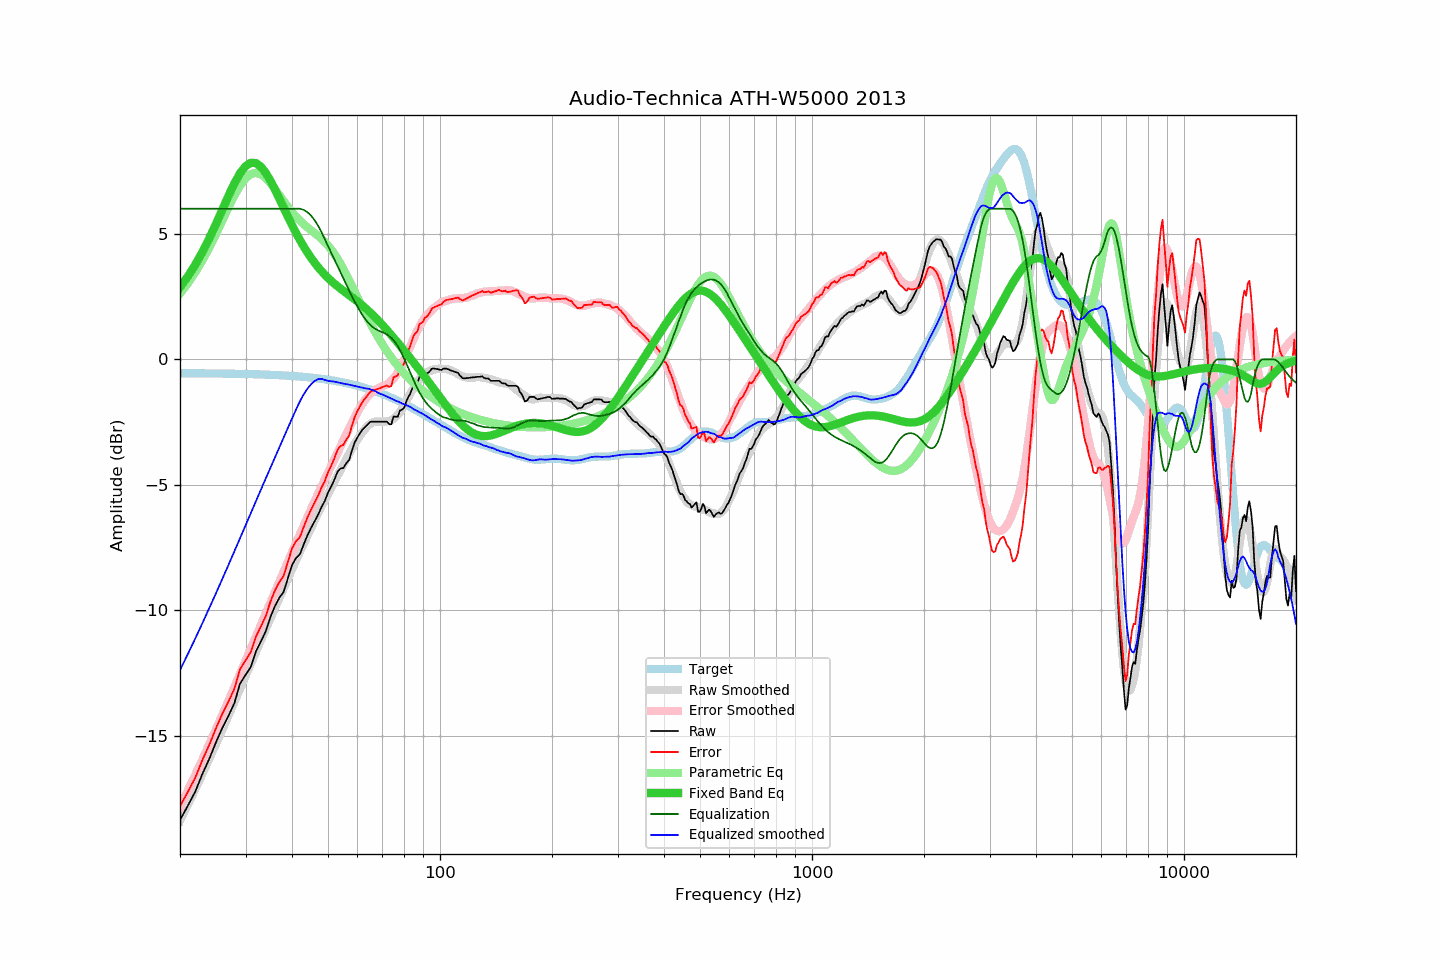 Audio-Technica ATH-W5000 2013
Amplitude (dBr)
5
0
−5
−10
−15
100
1000
10000
Frequency (Hz)
Target
Raw Smoothed
Error Smoothed
Raw
Error
Parametric Eq
Fixed Band Eq
Equalization
Equalized smoothed